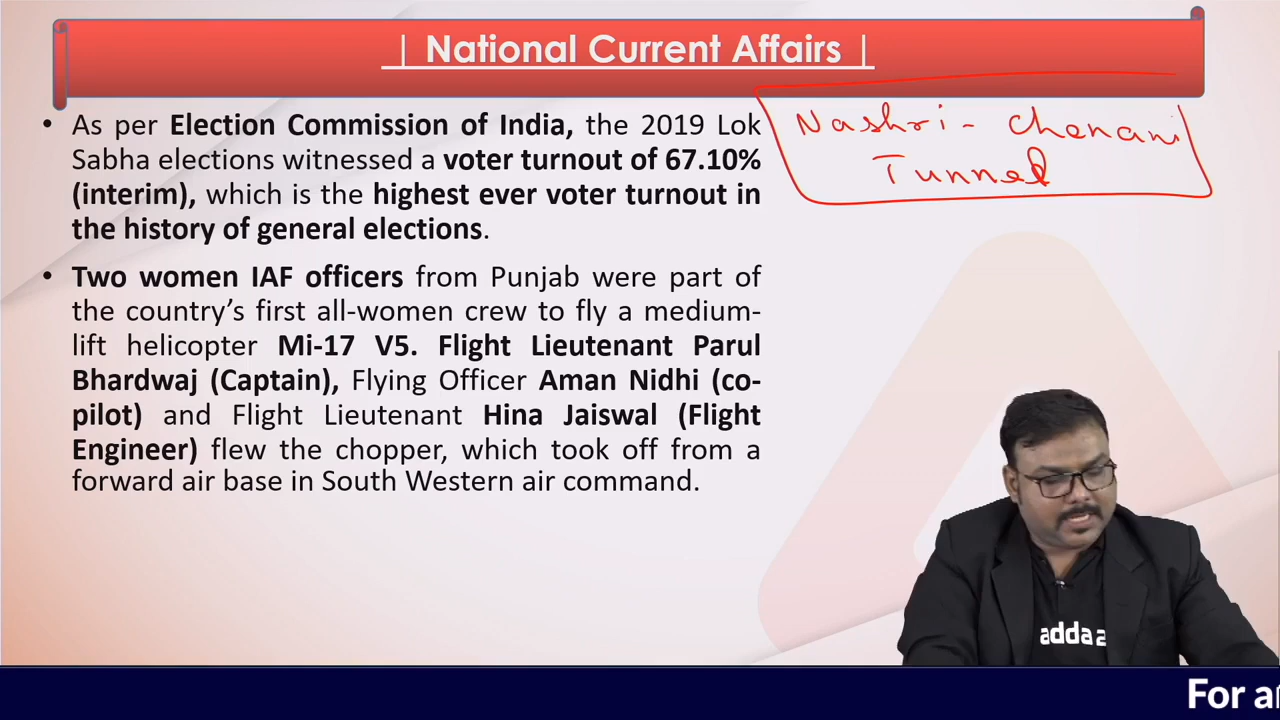 | National Current Affairs |
Nashri - Chenani
Tunnel
• As per Election Commission of India, the 2019 Lok
Sabha elections witnessed a voter turnout of 67.10%
(interim), which is the highest ever voter turnout in
the history of general elections.
• Two women IAF officers from Punjab were part of
the country’s first all-women crew to fly a medium-
lift helicopter Mi-17 V5. Flight Lieutenant Parul
Bhardwaj (Captain), Flying Officer Aman Nidhi (co-
pilot) and Flight Lieutenant Hina Jaiswal (Flight
Engineer) flew the chopper, which took off from a
forward air base in South Western air command.
adda2
For